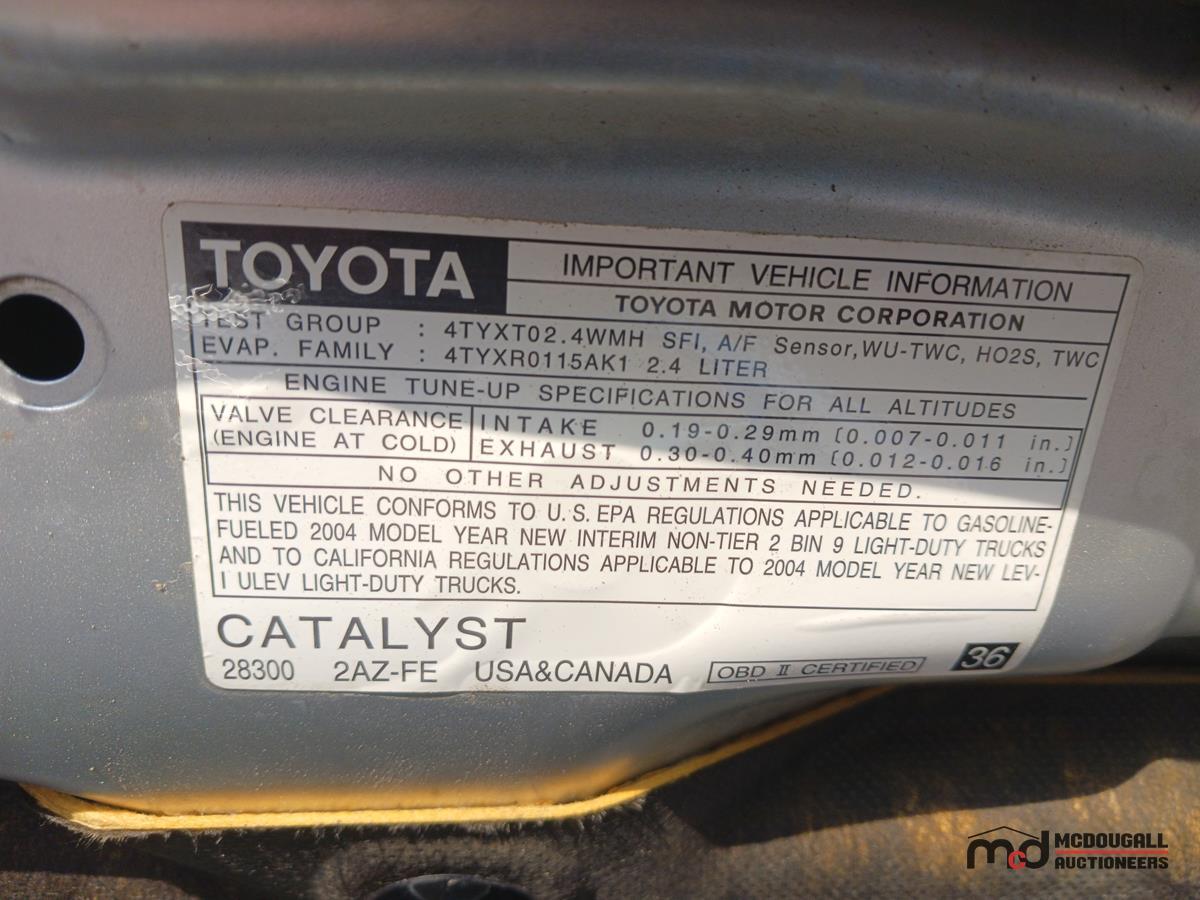 TOYOTA
IMPORTANT VEHICLE INFORMATION
TOYOTA MOTOR CORPORATION
TEST GROUP : 4TYXT02.4WMH SFI, A/F Sensor, WU-TWC, HO2S, TWC
EVAP. FAMILY : 4TYXR0115AK1 2.4 LITER
ENGINE TUNE-UP SPECIFICATIONS FOR ALL ALTITUDES
VALVE CLEARANCE INTAKE 0.19-0.29mm [0.007-0.011 in.]
(ENGINE AT COLD) EXHAUST 0.30-0.40mm [0.012-0.016 in.]
NO OTHER ADJUSTMENTS NEEDED.
THIS VEHICLE CONFORMS TO U.S. EPA REGULATIONS APPLICABLE TO GASOLINE-
FUELED 2004 MODEL YEAR NEW INTERIM NON-TIER 2 BIN 9 LIGHT-DUTY TRUCKS
AND TO CALIFORNIA REGULATIONS APPLICABLE TO 2004 MODEL YEAR NEW LEV-
I ULEV LIGHT-DUTY TRUCKS.
CATALYST
28300 2AZ-FE USA&CANADA OBD II CERTIFIED 36
mcd MCDOUGALL
AUCTIONEERS